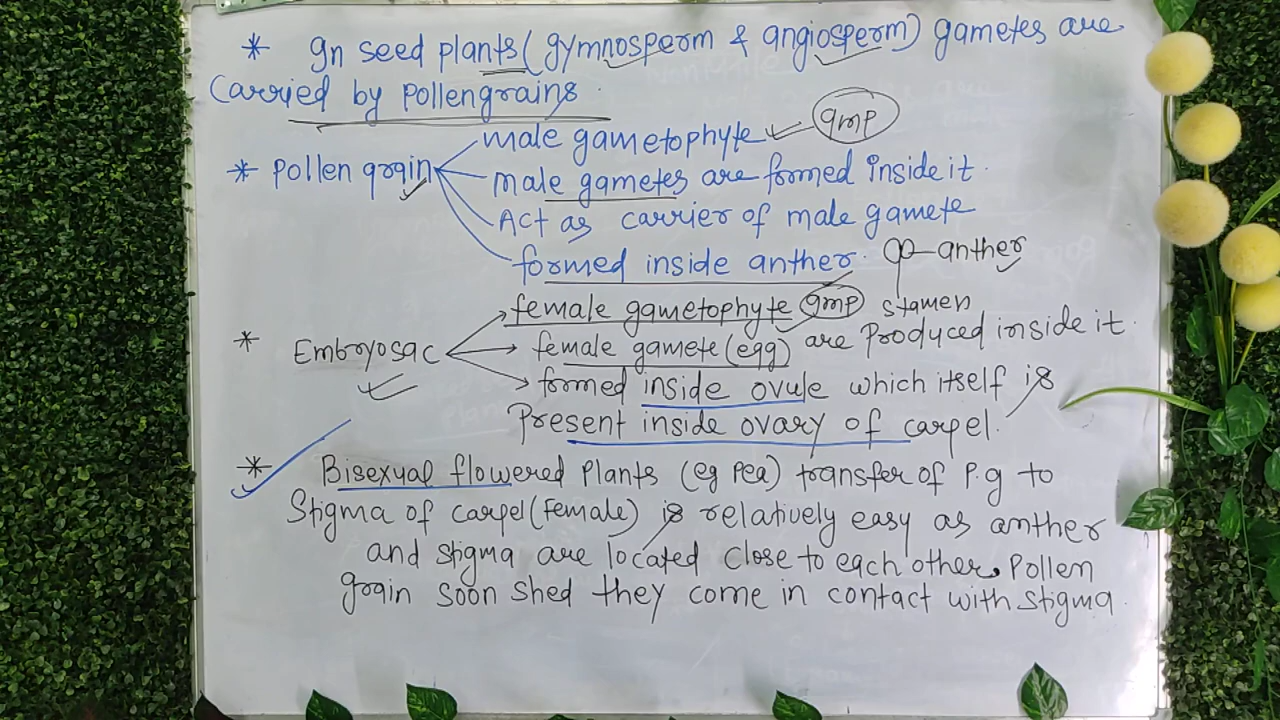 * In seed plants (gymnosperm & angiosperm) gametes are
Carried by Pollengrains
* Pollen grain
male gametophyte gmp
male gametes are formed inside it.
Act as carrier of male gamete
formed inside anther. anther
stamen
* Embryosac
female gametophyte gmp
female gamete (egg) are Produced inside it.
formed inside ovule which itself is
Present inside ovary of carpel.
* Bisexual flowered Plants (eg Pea) transfer of P.g to
Stigma of carpel (Female) is relatively easy as anther
and stigma are located close to each other. Pollen
grain soon shed they come in contact with stigma.